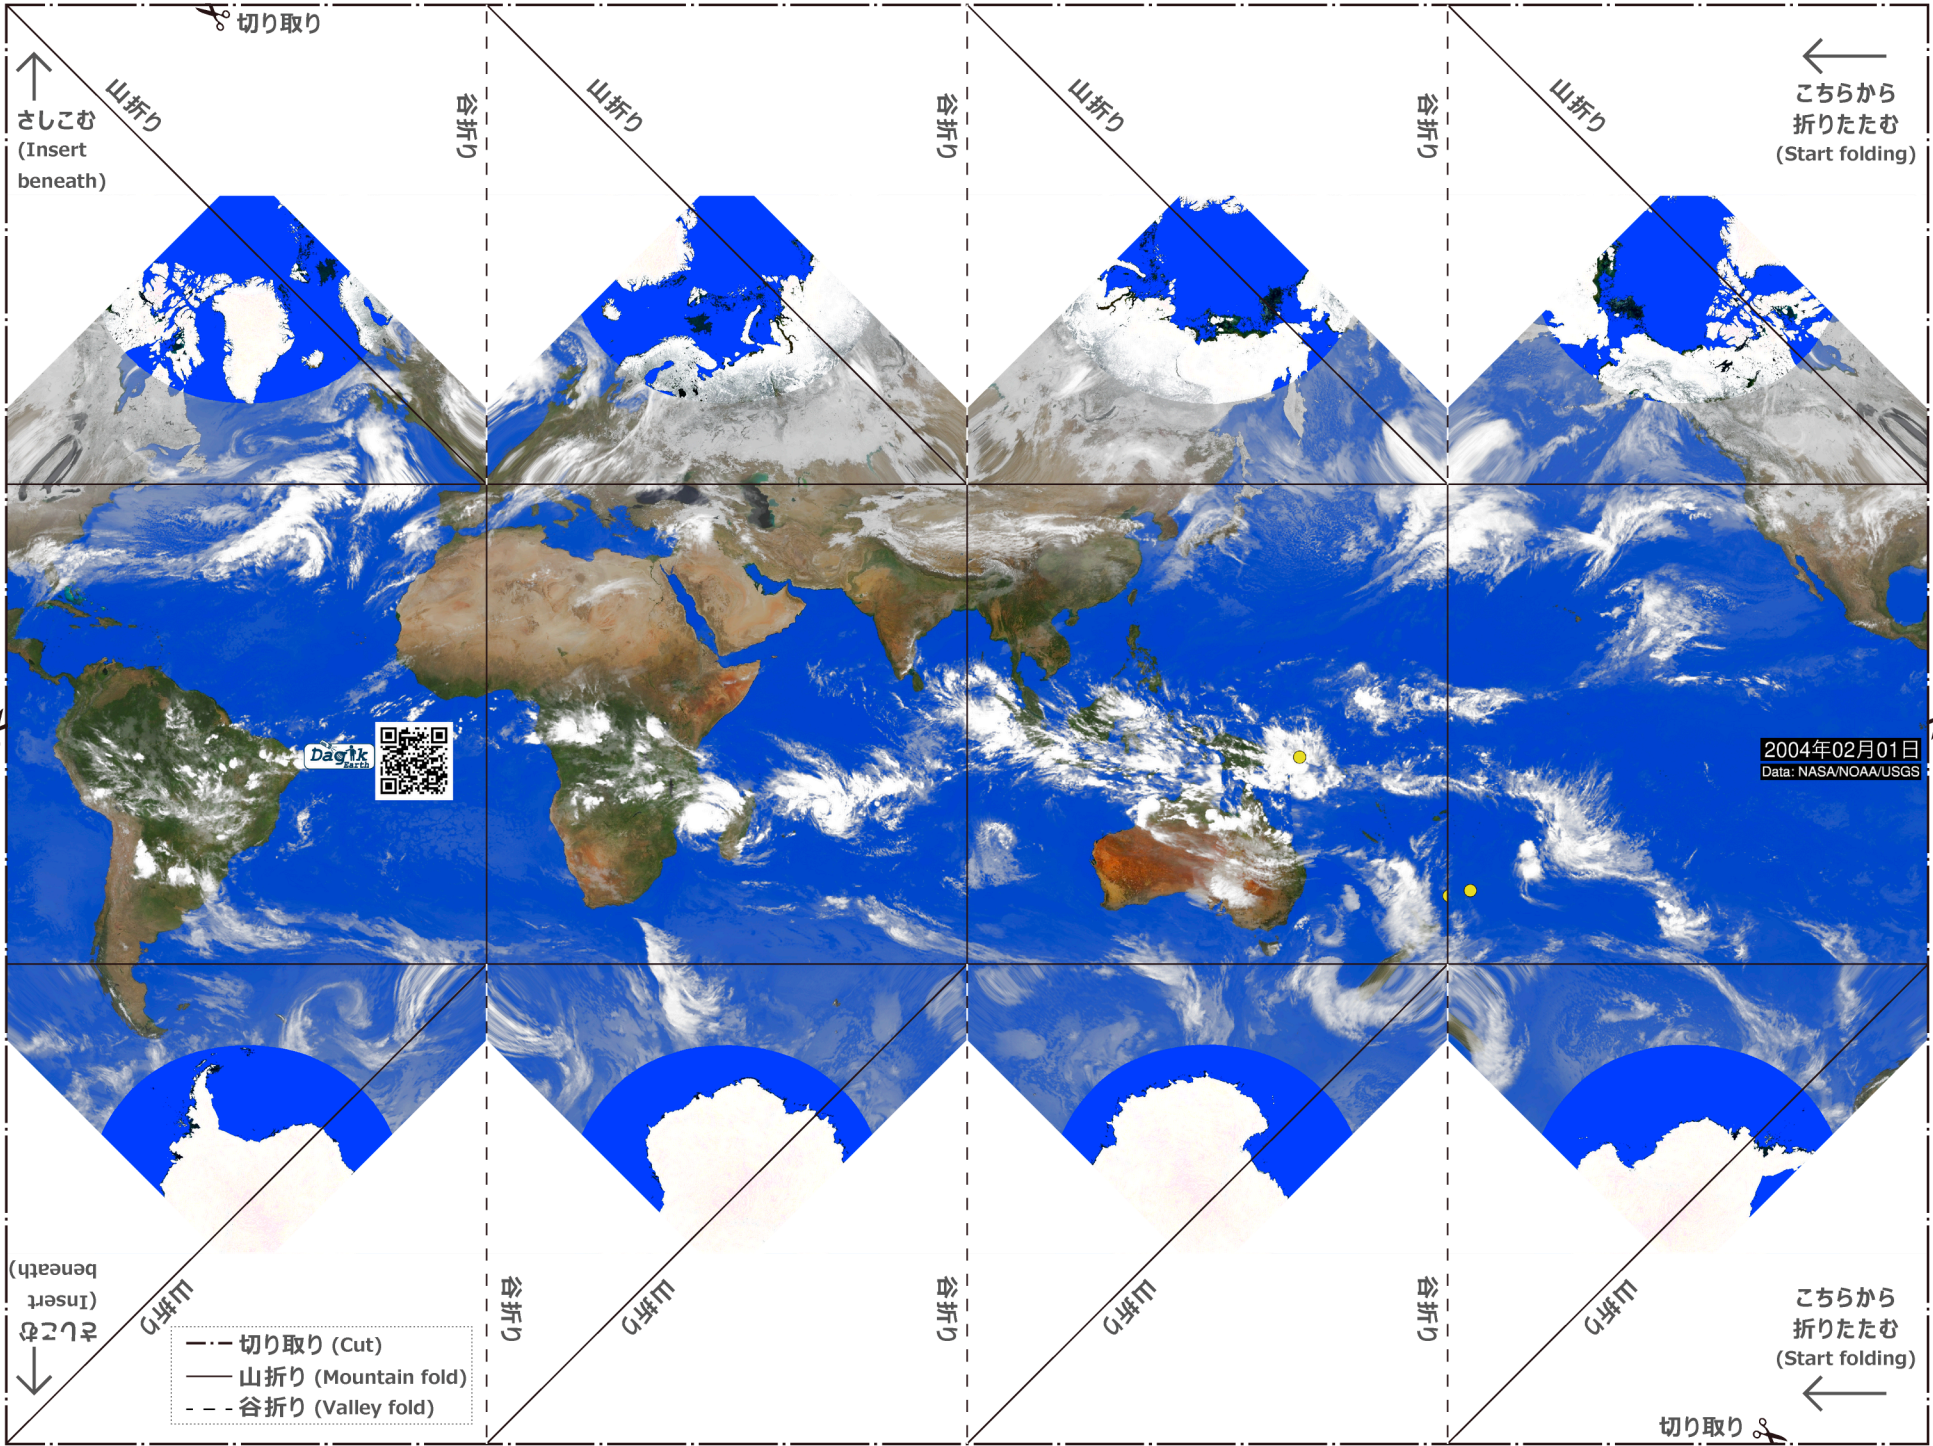 切り取り
山折り
谷折り
山折り
谷折り
山折り
谷折り
山折り
さしこむ
(Insert
beneath)
こちらから
折りたたむ
(Start folding)
Dagik
Earth
2004年02月01日
Data: NASA/NOAA/USGS
さしこむ
(Insert
beneath)
山折り
谷折り
山折り
谷折り
山折り
谷折り
山折り
切り取り (Cut)
山折り (Mountain fold)
谷折り (Valley fold)
こちらから
折りたたむ
(Start folding)
切り取り